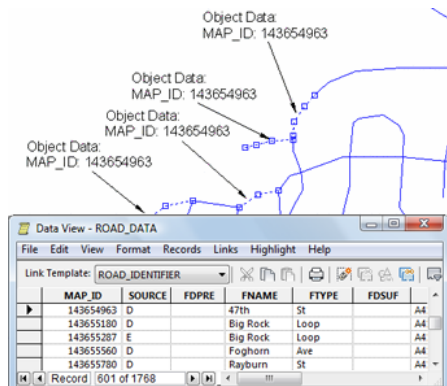 Object Data:
MAP_ID: 143654963
Object Data:
MAP_ID: 143654963
Object Data:
MAP_ID: 143654963
Object Data:
MAP_ID: 143654963
Data View - ROAD_DATA
File Edit View Format Records Links Highlight Help
Link Template: ROAD_IDENTIFIER
MAP_ID SOURCE FDPRE FNAME FTYPE FDSUF
143654963 D 47th St A4
143655180 D Big Rock Loop A4
143655287 E Big Rock Loop A4
143655560 D Foghorn Ave A4
143655780 D Rayburn St A4
Record 601 of 1768